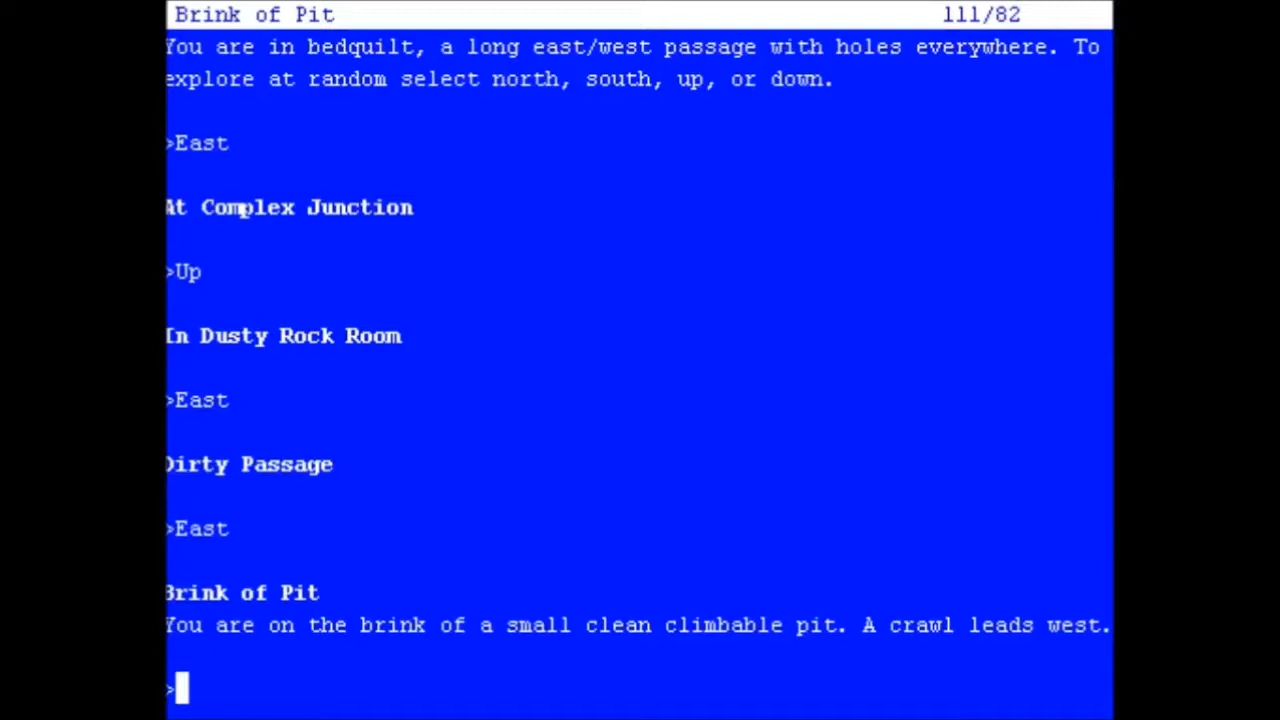 Brink of Pit 111/82
You are in bedquilt, a long east/west passage with holes everywhere. To
explore at random select north, south, up, or down.
>East
At Complex Junction
>Up
In Dusty Rock Room
>East
Dirty Passage
>East
Brink of Pit
You are on the brink of a small clean climbable pit. A crawl leads west.
>